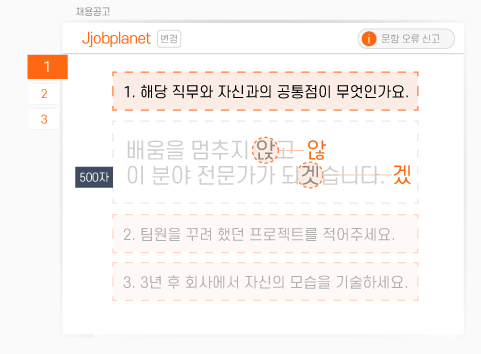 채용공고
Jjobplanet 변경
i 문항 오류 신고
1
2
3
1. 해당 직무와 자신과의 공통점이 무엇인가요.
배움을 멈추지 앉고 않
500자
이 분야 전문가가 되겟습니다. 겠
2. 팀원을 꾸려 했던 프로젝트를 적어주세요.
3. 3년 후 회사에서 자신의 모습을 기술하세요.